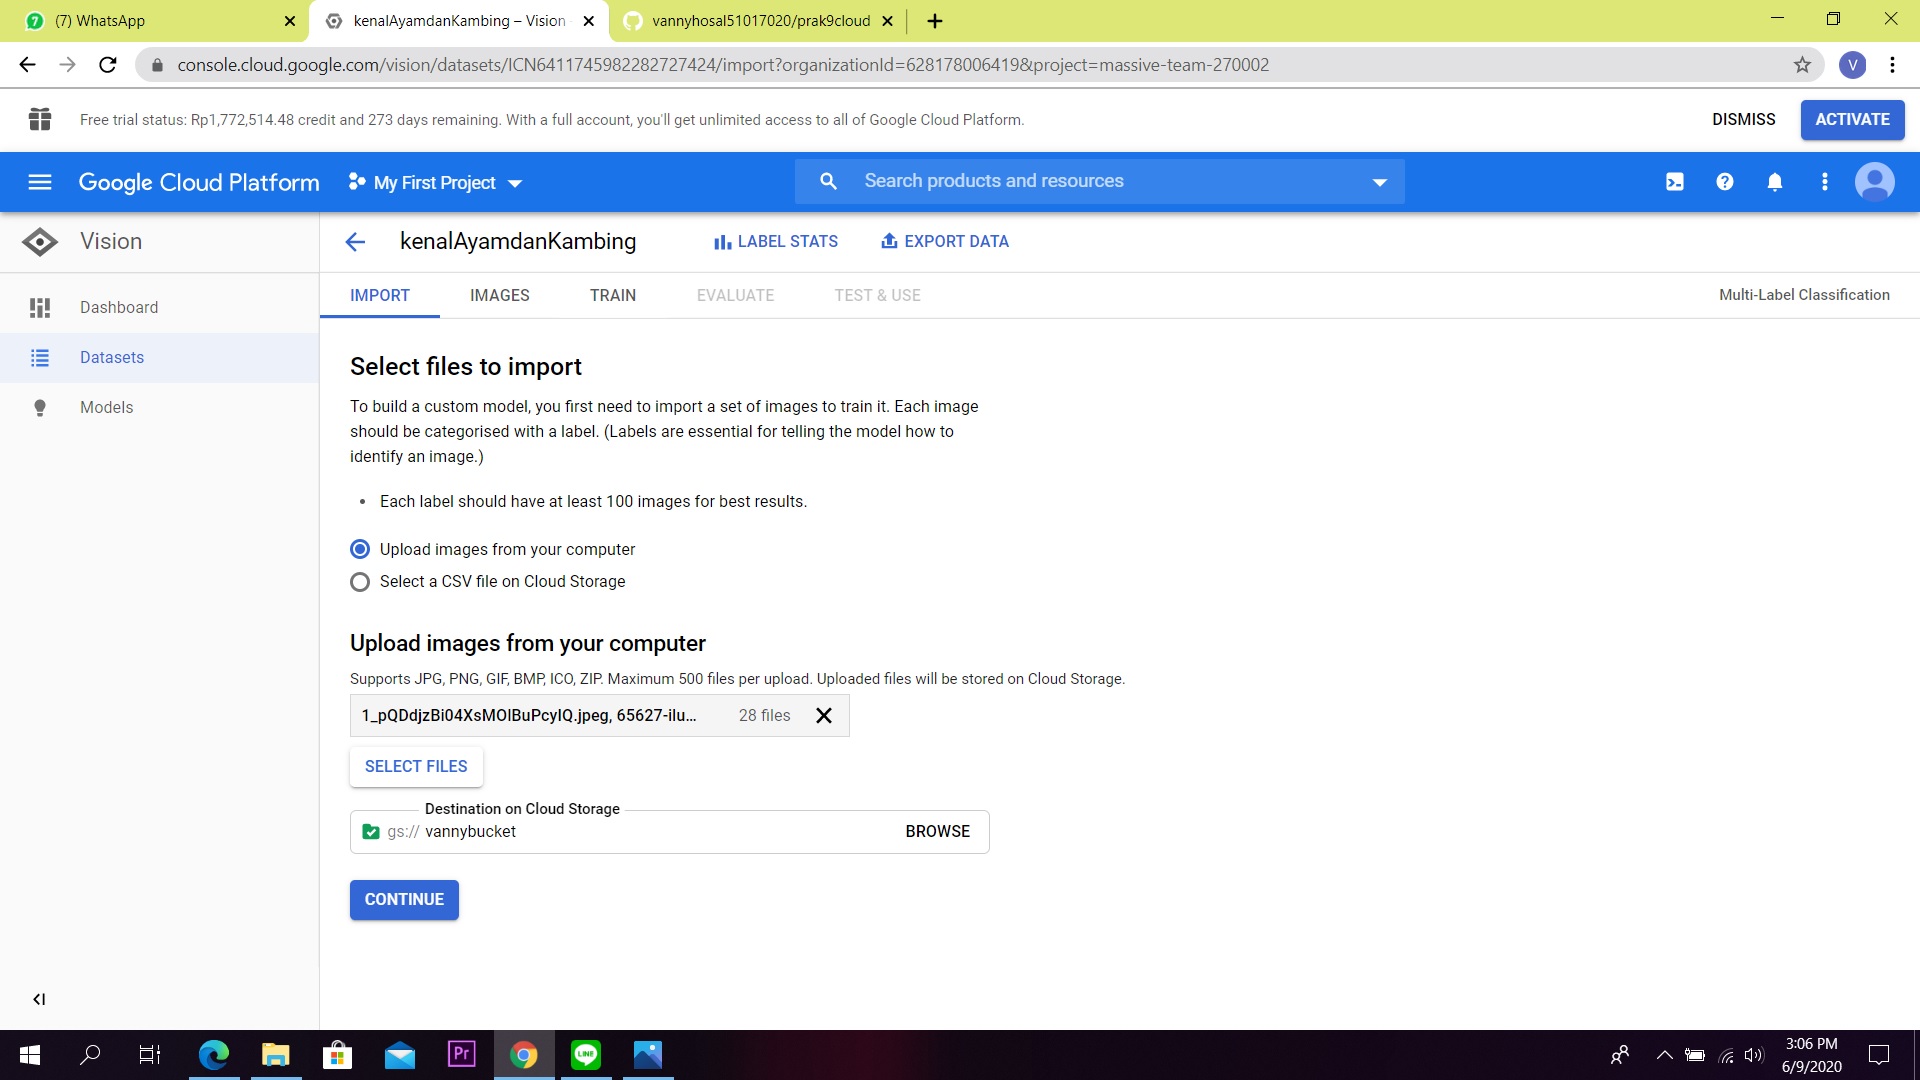 (7) WhatsApp
kenalAyamdanKambing – Vision
vannyhosal51017020/prak9cloud
console.cloud.google.com/vision/datasets/ICN6411745982282727424/import?organizationId=628178006419&project=massive-team-270002
V
Free trial status: Rp1,772,514.48 credit and 273 days remaining. With a full account, you'll get unlimited access to all of Google Cloud Platform.
DISMISS
ACTIVATE
Google Cloud Platform
My First Project
Search products and resources
Vision
kenalAyamdanKambing
LABEL STATS
EXPORT DATA
Dashboard
Datasets
Models
IMPORT
IMAGES
TRAIN
EVALUATE
TEST & USE
Multi-Label Classification
Select files to import
To build a custom model, you first need to import a set of images to train it. Each image
should be categorised with a label. (Labels are essential for telling the model how to
identify an image.)
• Each label should have at least 100 images for best results.
Upload images from your computer
Select a CSV file on Cloud Storage
Upload images from your computer
Supports JPG, PNG, GIF, BMP, ICO, ZIP. Maximum 500 files per upload. Uploaded files will be stored on Cloud Storage.
1_pQDdjzBi04XsMOlBuPcyIQ.jpeg, 65627-ilu... 28 files
SELECT FILES
Destination on Cloud Storage
gs:// vannybucket
BROWSE
CONTINUE
Pr
LINE
3:06 PM
6/9/2020